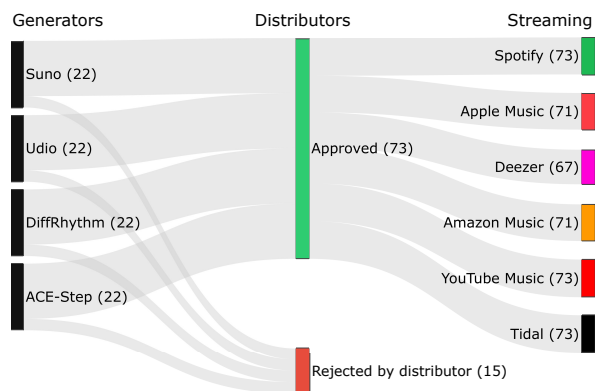 Generators
Distributors
Streaming
Suno (22)
Udio (22)
DiffRhythm (22)
ACE-Step (22)
Approved (73)
Rejected by distributor (15)
Spotify (73)
Apple Music (71)
Deezer (67)
Amazon Music (71)
YouTube Music (73)
Tidal (73)